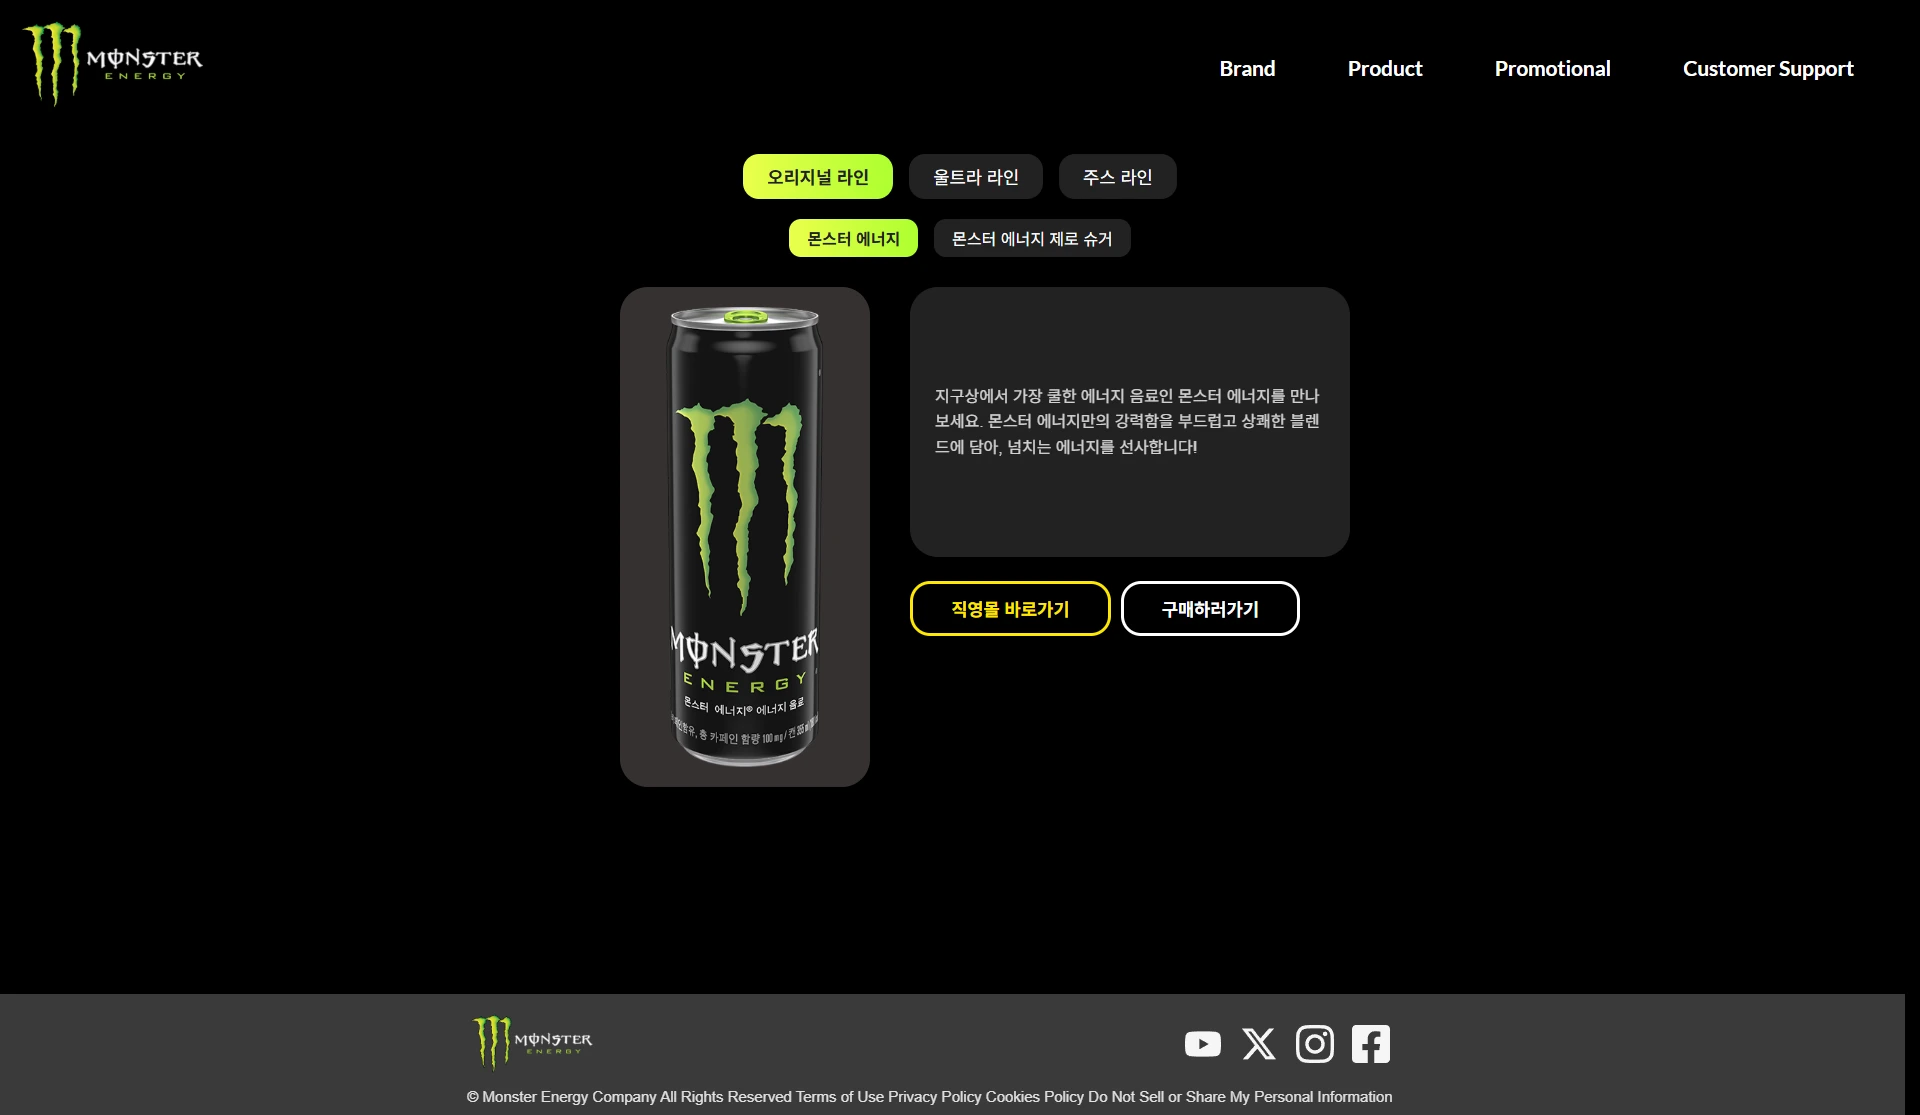 MONSTER
ENERGY
Brand
Product
Promotional
Customer Support
오리지널 라인
울트라 라인
주스 라인
몬스터 에너지
몬스터 에너지 제로 슈거
MONSTER
ENERGY
몬스터 에너지® 에너지 음료
총 카페인 함량 100 mg / 캔 355 m
지구상에서 가장 쿨한 에너지 음료인 몬스터 에너지를 만나
보세요. 몬스터 에너지만의 강력함을 부드럽고 상쾌한 블렌
드에 담아, 넘치는 에너지를 선사합니다!
직영몰 바로가기
구매하러가기
MONSTER
ENERGY
© Monster Energy Company All Rights Reserved Terms of Use Privacy Policy Cookies Policy Do Not Sell or Share My Personal Information